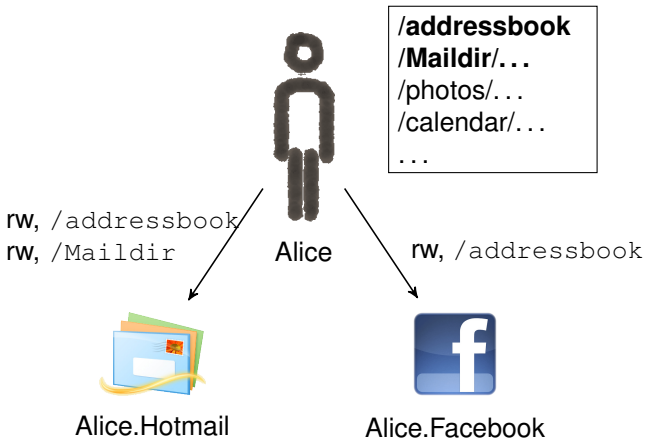 /addressbook
/Maildir/...
/photos/...
/calendar/...
...
rw, /addressbook
rw, /Maildir
Alice
rw, /addressbook
f
Alice.Hotmail
Alice.Facebook